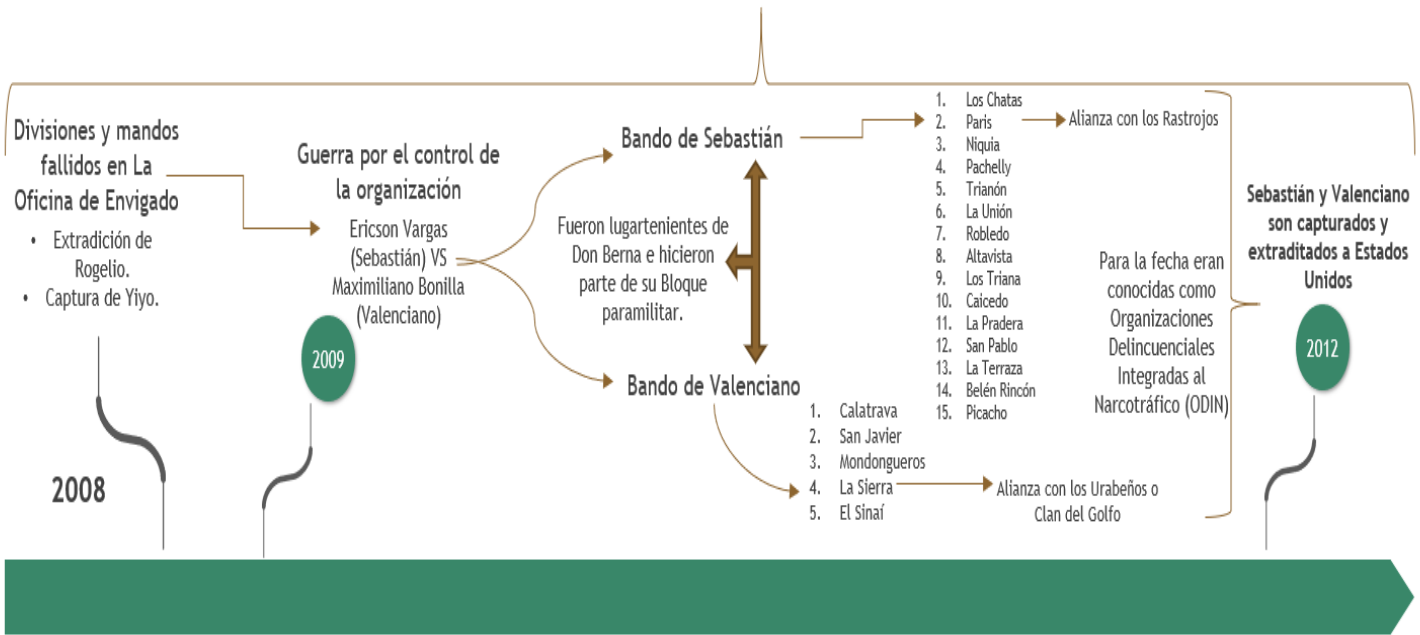 Divisiones y mandos
fallidos en La
Oficina de Envigado
• Extradición de
Rogelio.
• Captura de Yiyo.
2008
Guerra por el control de
la organización
Ericson Vargas
(Sebastián) VS
Maximiliano Bonilla
(Valenciano)
2009
Bando de Sebastián
Fueron lugartenientes de
Don Berna e hicieron
parte de su Bloque
paramilitar.
Bando de Valenciano
1. Los Chatas
2. Paris
3. Niquia
4. Pachelly
5. Trianón
6. La Unión
7. Robledo
8. Altavista
9. Los Triana
10. Caicedo
11. La Pradera
12. San Pablo
13. La Terraza
14. Belén Rincón
15. Picacho
Alianza con los Rastrojos
1. Calatrava
2. San Javier
3. Mondongueros
4. La Sierra
5. El Sinaí
Alianza con los Urabeños o
Clan del Golfo
Para la fecha eran
conocidas como
Organizaciones
Delincuenciales
Integradas al
Narcotráfico (ODIN)
Sebastián y Valenciano
son capturados y
extraditados a Estados
Unidos
2012